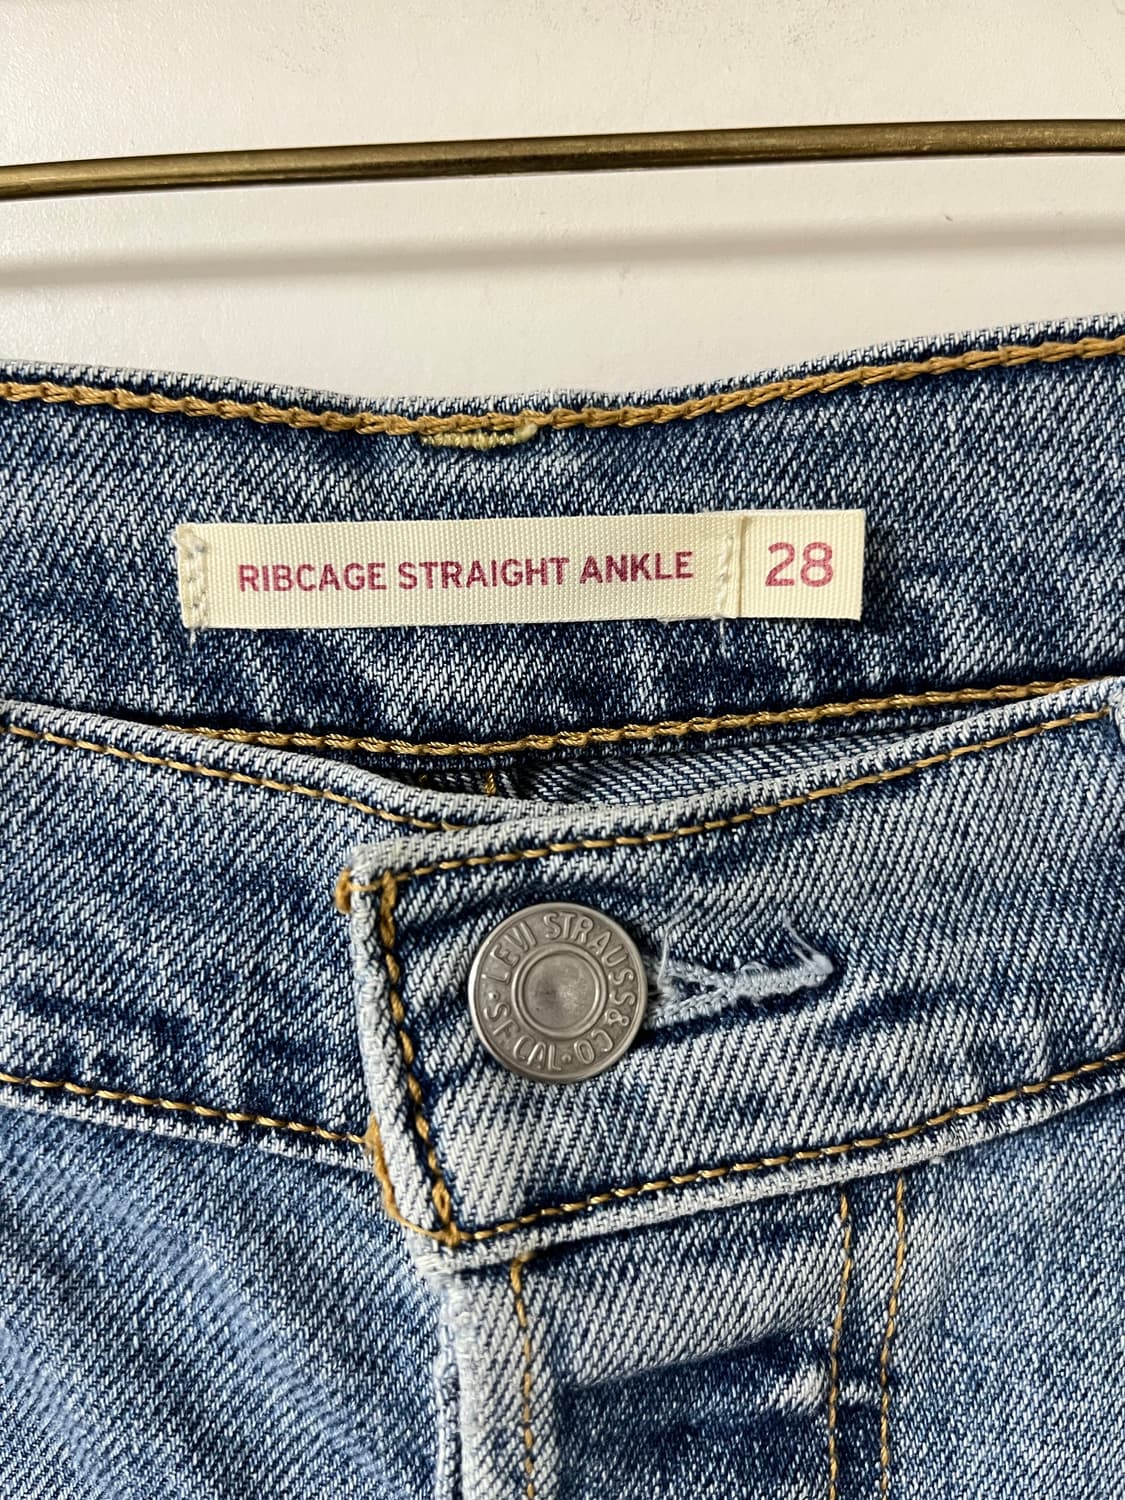 RIBCAGE STRAIGHT ANKLE 28
LEVI STRAUSS & CO
S.F. CAL